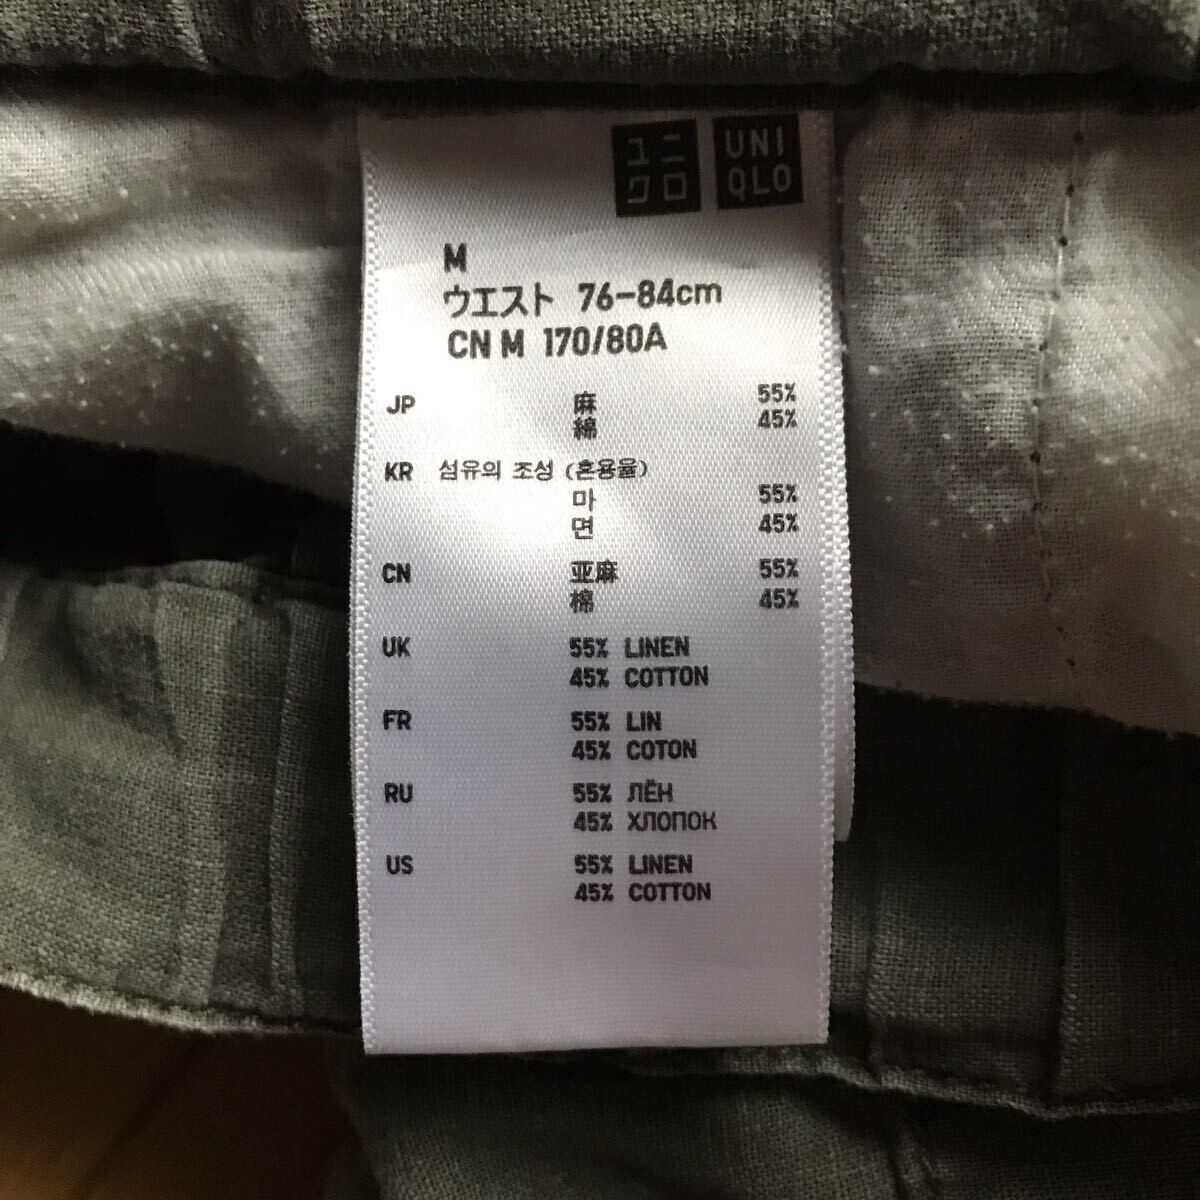 ユニ UNI
クロ QLO
M
ウエスト 76-84cm
CN M 170/80A
JP 麻 55%
綿 45%
KR 섬유의 조성 (혼용율)
마 55%
면 45%
CN 亚麻 55%
棉 45%
UK 55% LINEN
45% COTTON
FR 55% LIN
45% COTON
RU 55% ЛЁН
45% ХЛОПОК
US 55% LINEN
45% COTTON